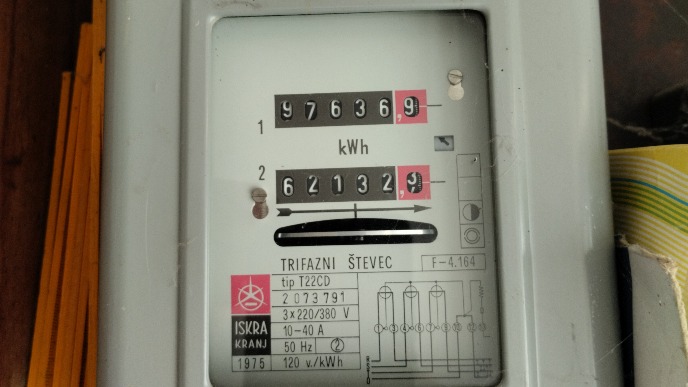 1 97636,9
kWh
2 62132,9
TRIFAZNI ŠTEVEC F-4.164
tip T22CD
2073791
3×220/380 V
ISKRA 10-40 A
KRANJ 50 Hz 2
1975 120 v./kWh